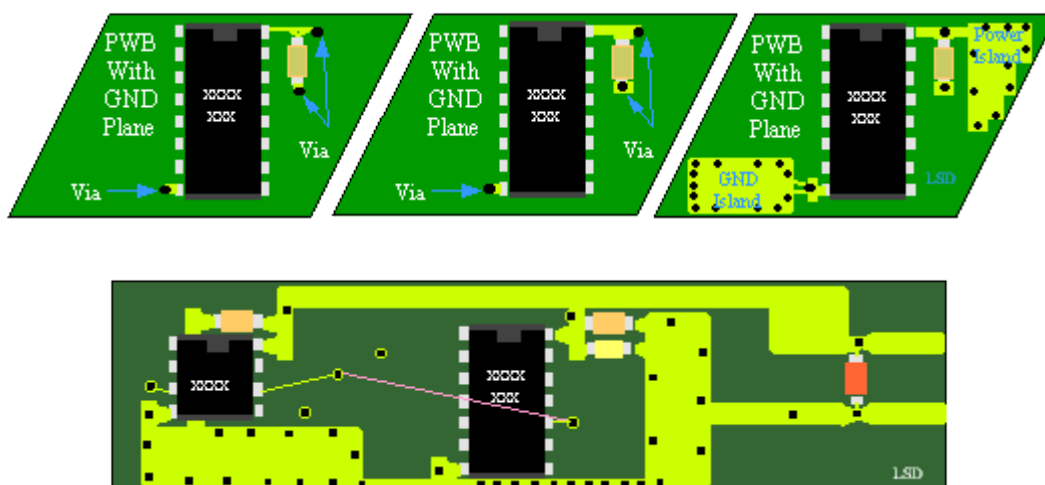 PWB
With
GND
Plane
XXXX
XXX
Via
Via
PWB
With
GND
Plane
XXXX
XXX
Via
Via
PWB
With
GND
Plane
XXXX
XXX
Power
Island
GND
Island
LSD
XXXX
XXXX
XXX
LSD